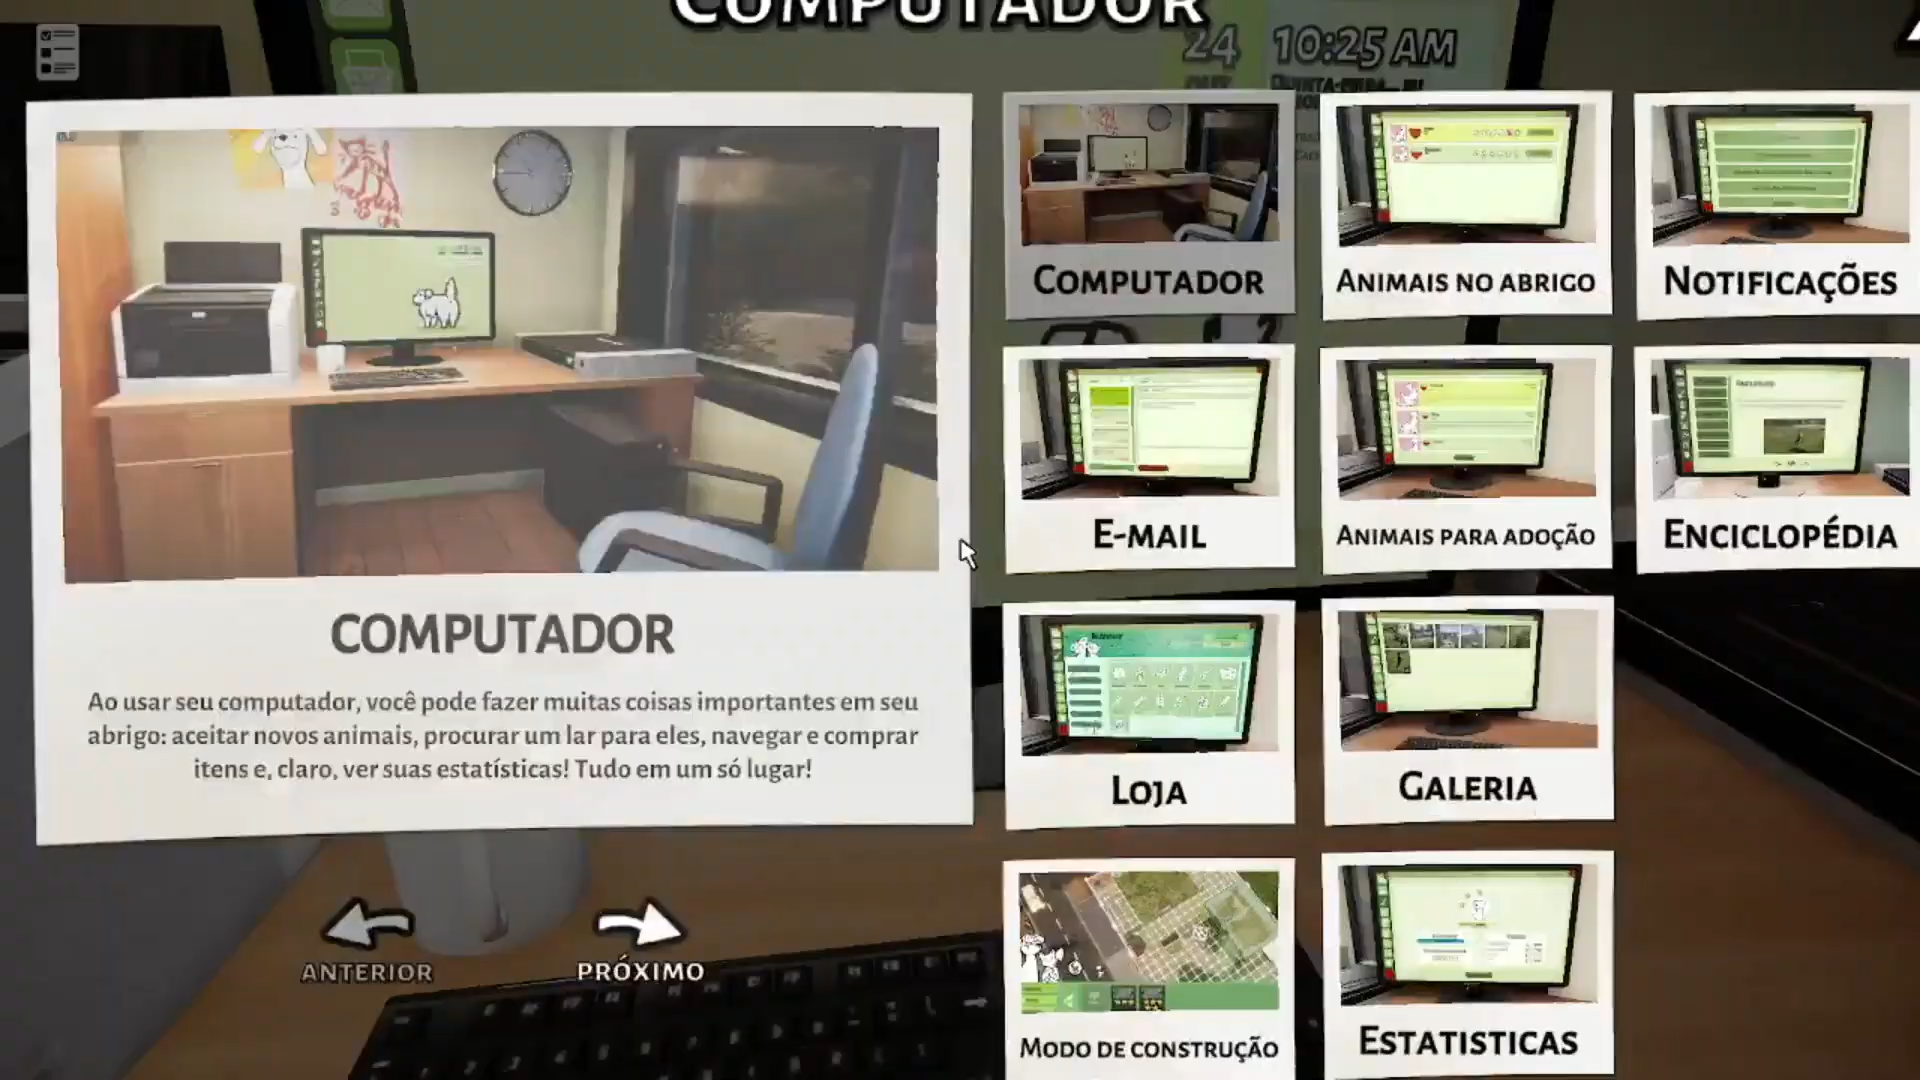 COMPUTADOR
24 10:25 AM
COMPUTADOR
Ao usar seu computador, você pode fazer muitas coisas importantes em seu
abrigo: aceitar novos animais, procurar um lar para eles, navegar e comprar
itens e, claro, ver suas estatísticas! Tudo em um só lugar!
ANTERIOR
PRÓXIMO
COMPUTADOR
ANIMAIS NO ABRIGO
NOTIFICAÇÕES
E-MAIL
ANIMAIS PARA ADOÇÃO
ENCICLOPÉDIA
LOJA
GALERIA
MODO DE CONSTRUÇÃO
ESTATISTICAS